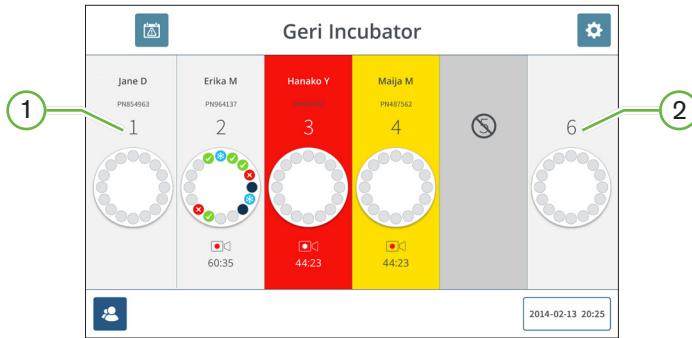 Geri Incubator
Jane D
PN854963
1
Erika M
PN964137
2
60:35
Hanako Y
3
44:23
Maija M
PN487562
4
44:23
5
6
1
2
2014-02-13 20:25